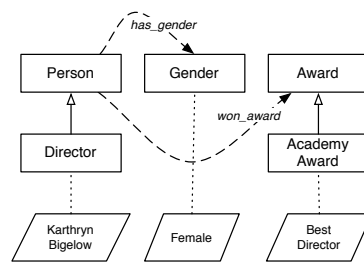 has_gender
Person
Gender
Award
won_award
Director
Academy
Award
Karthryn
Bigelow
Female
Best
Director